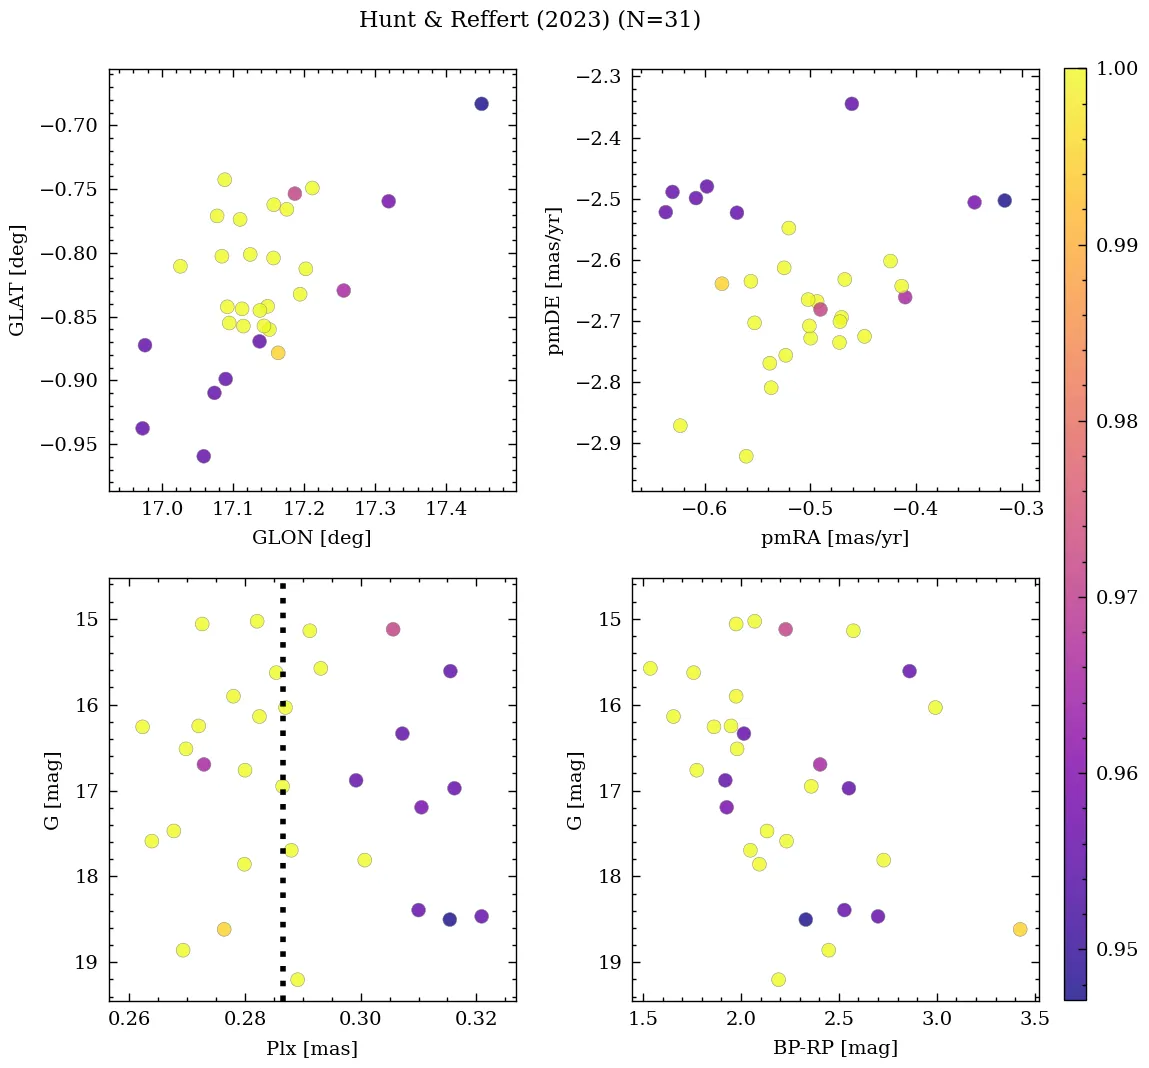 Hunt & Reffert (2023) (N=31)
−0.70
−0.75
−0.80
−0.85
−0.90
−0.95
GLAT [deg]
17.0 17.1 17.2 17.3 17.4
GLON [deg]
−2.3
−2.4
−2.5
−2.6
−2.7
−2.8
−2.9
pmDE [mas/yr]
−0.6 −0.5 −0.4 −0.3
pmRA [mas/yr]
15
16
17
18
19
G [mag]
0.26 0.28 0.30 0.32
Plx [mas]
15
16
17
18
19
G [mag]
1.5 2.0 2.5 3.0 3.5
BP-RP [mag]
1.00
0.99
0.98
0.97
0.96
0.95